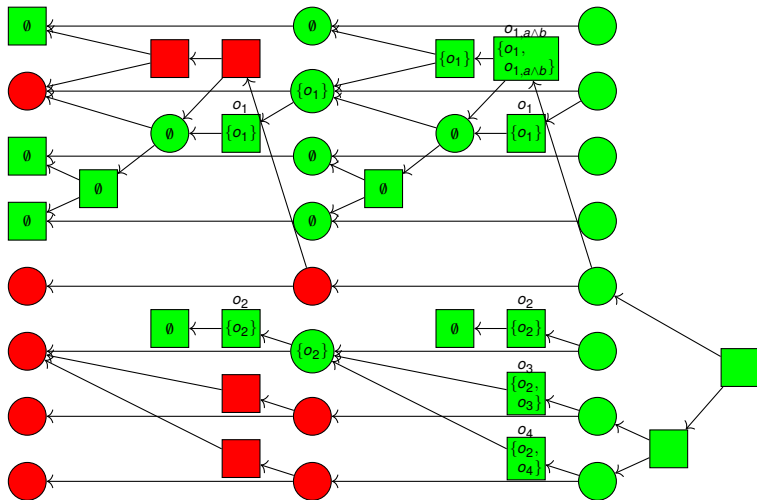 ∅
∅
o₁,ₐ∧b
{o₁}
{o₁,
o₁,ₐ∧b}
{o₁}
o₁
{o₁}
o₁
{o₁}
∅
∅
∅
∅
∅
∅
∅
o₂
{o₂}
∅
o₂
{o₂}
∅
{o₂}
o₃
{o₂,
o₃}
o₄
{o₂,
o₄}